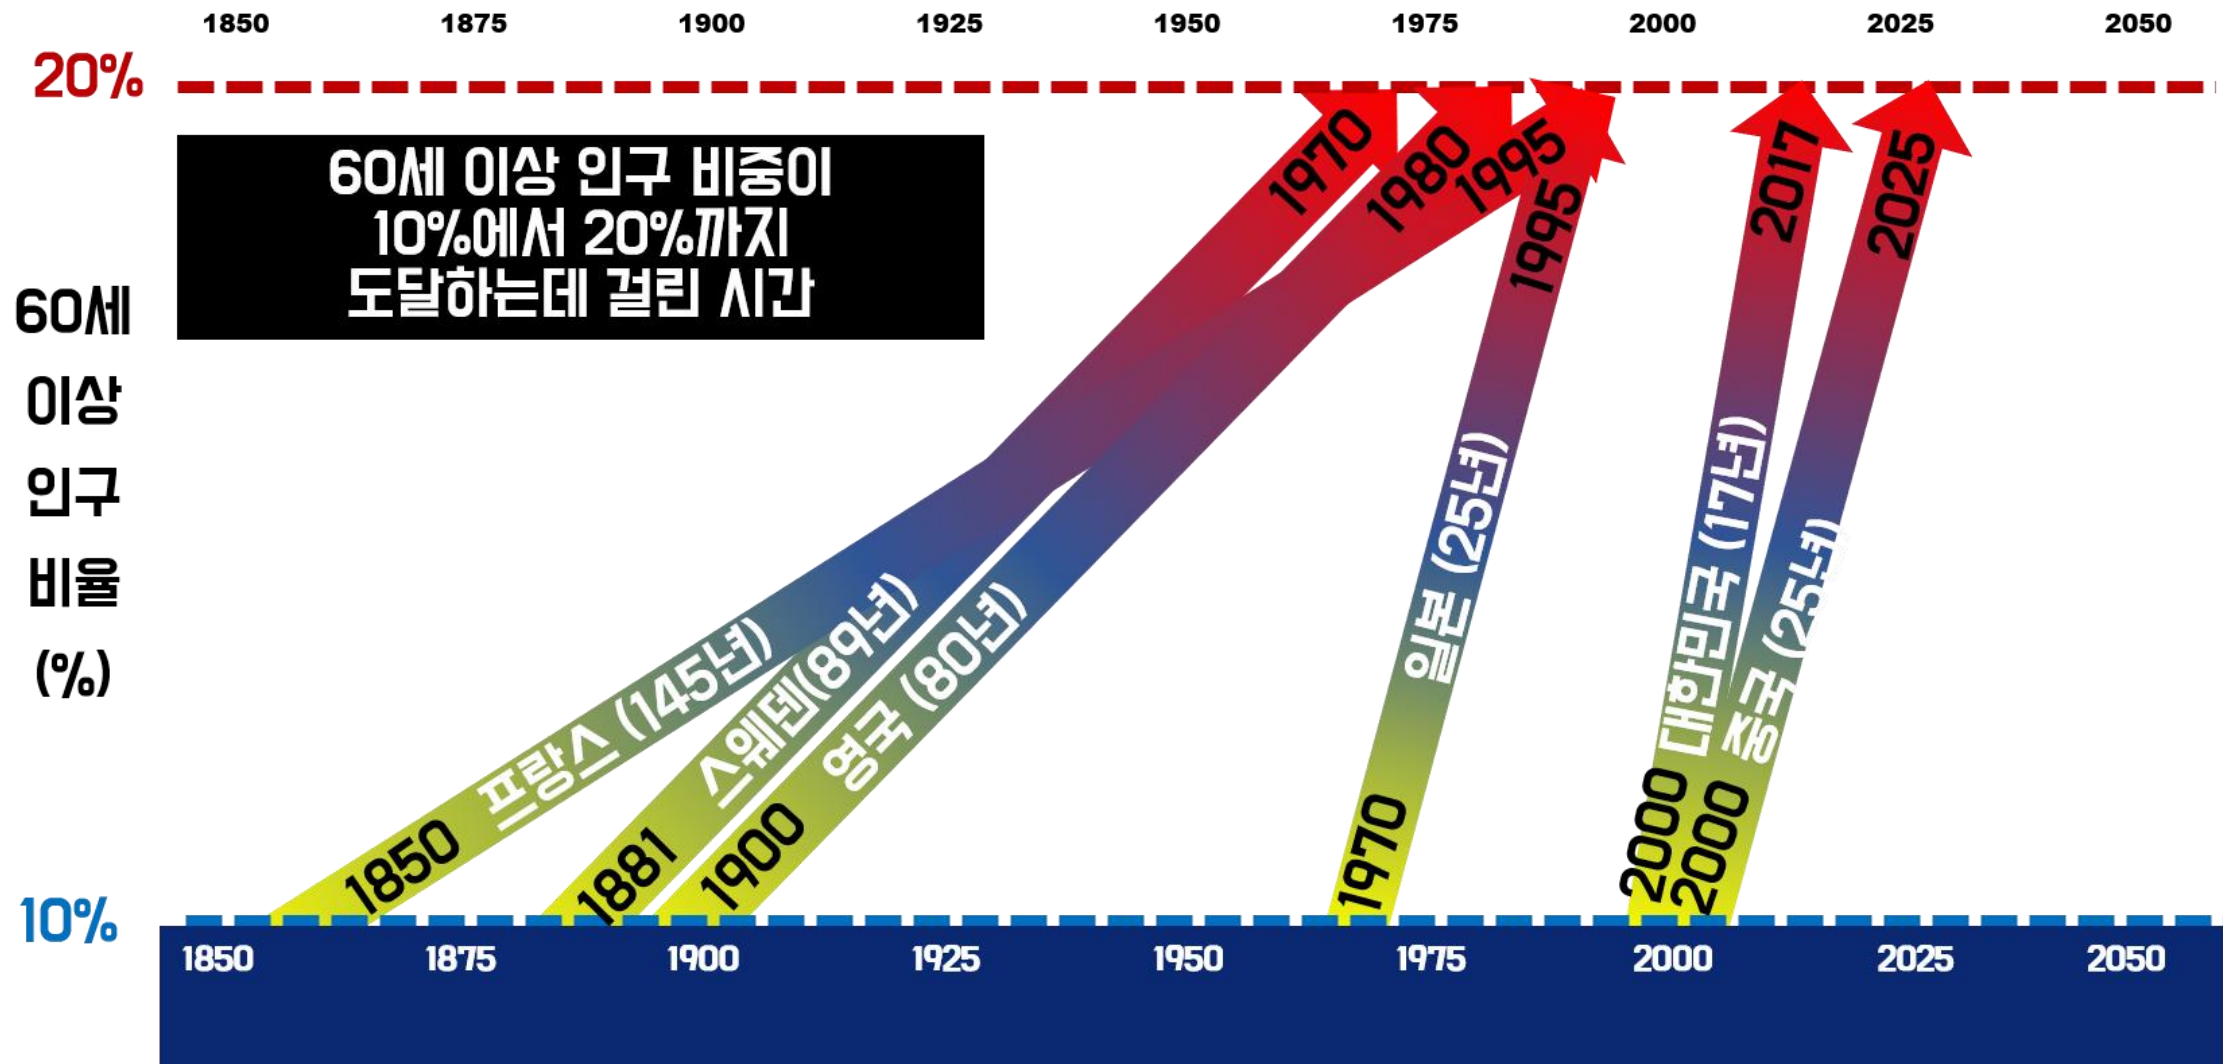 1850 1875 1900 1925 1950 1975 2000 2025 2050
20%
60세 이상 인구 비중이
10%에서 20%까지
도달하는데 걸린 시간
60세
이상
인구
비율
(%)
1970
1980
1995
1995
2017
2025
프랑스 (145년)
스웨덴(89년)
영국 (80년)
일본 (25년)
대한민국 (17년)
중국 (25년)
1850
1881
1900
1970
2000
2000
10%
1850 1875 1900 1925 1950 1975 2000 2025 2050